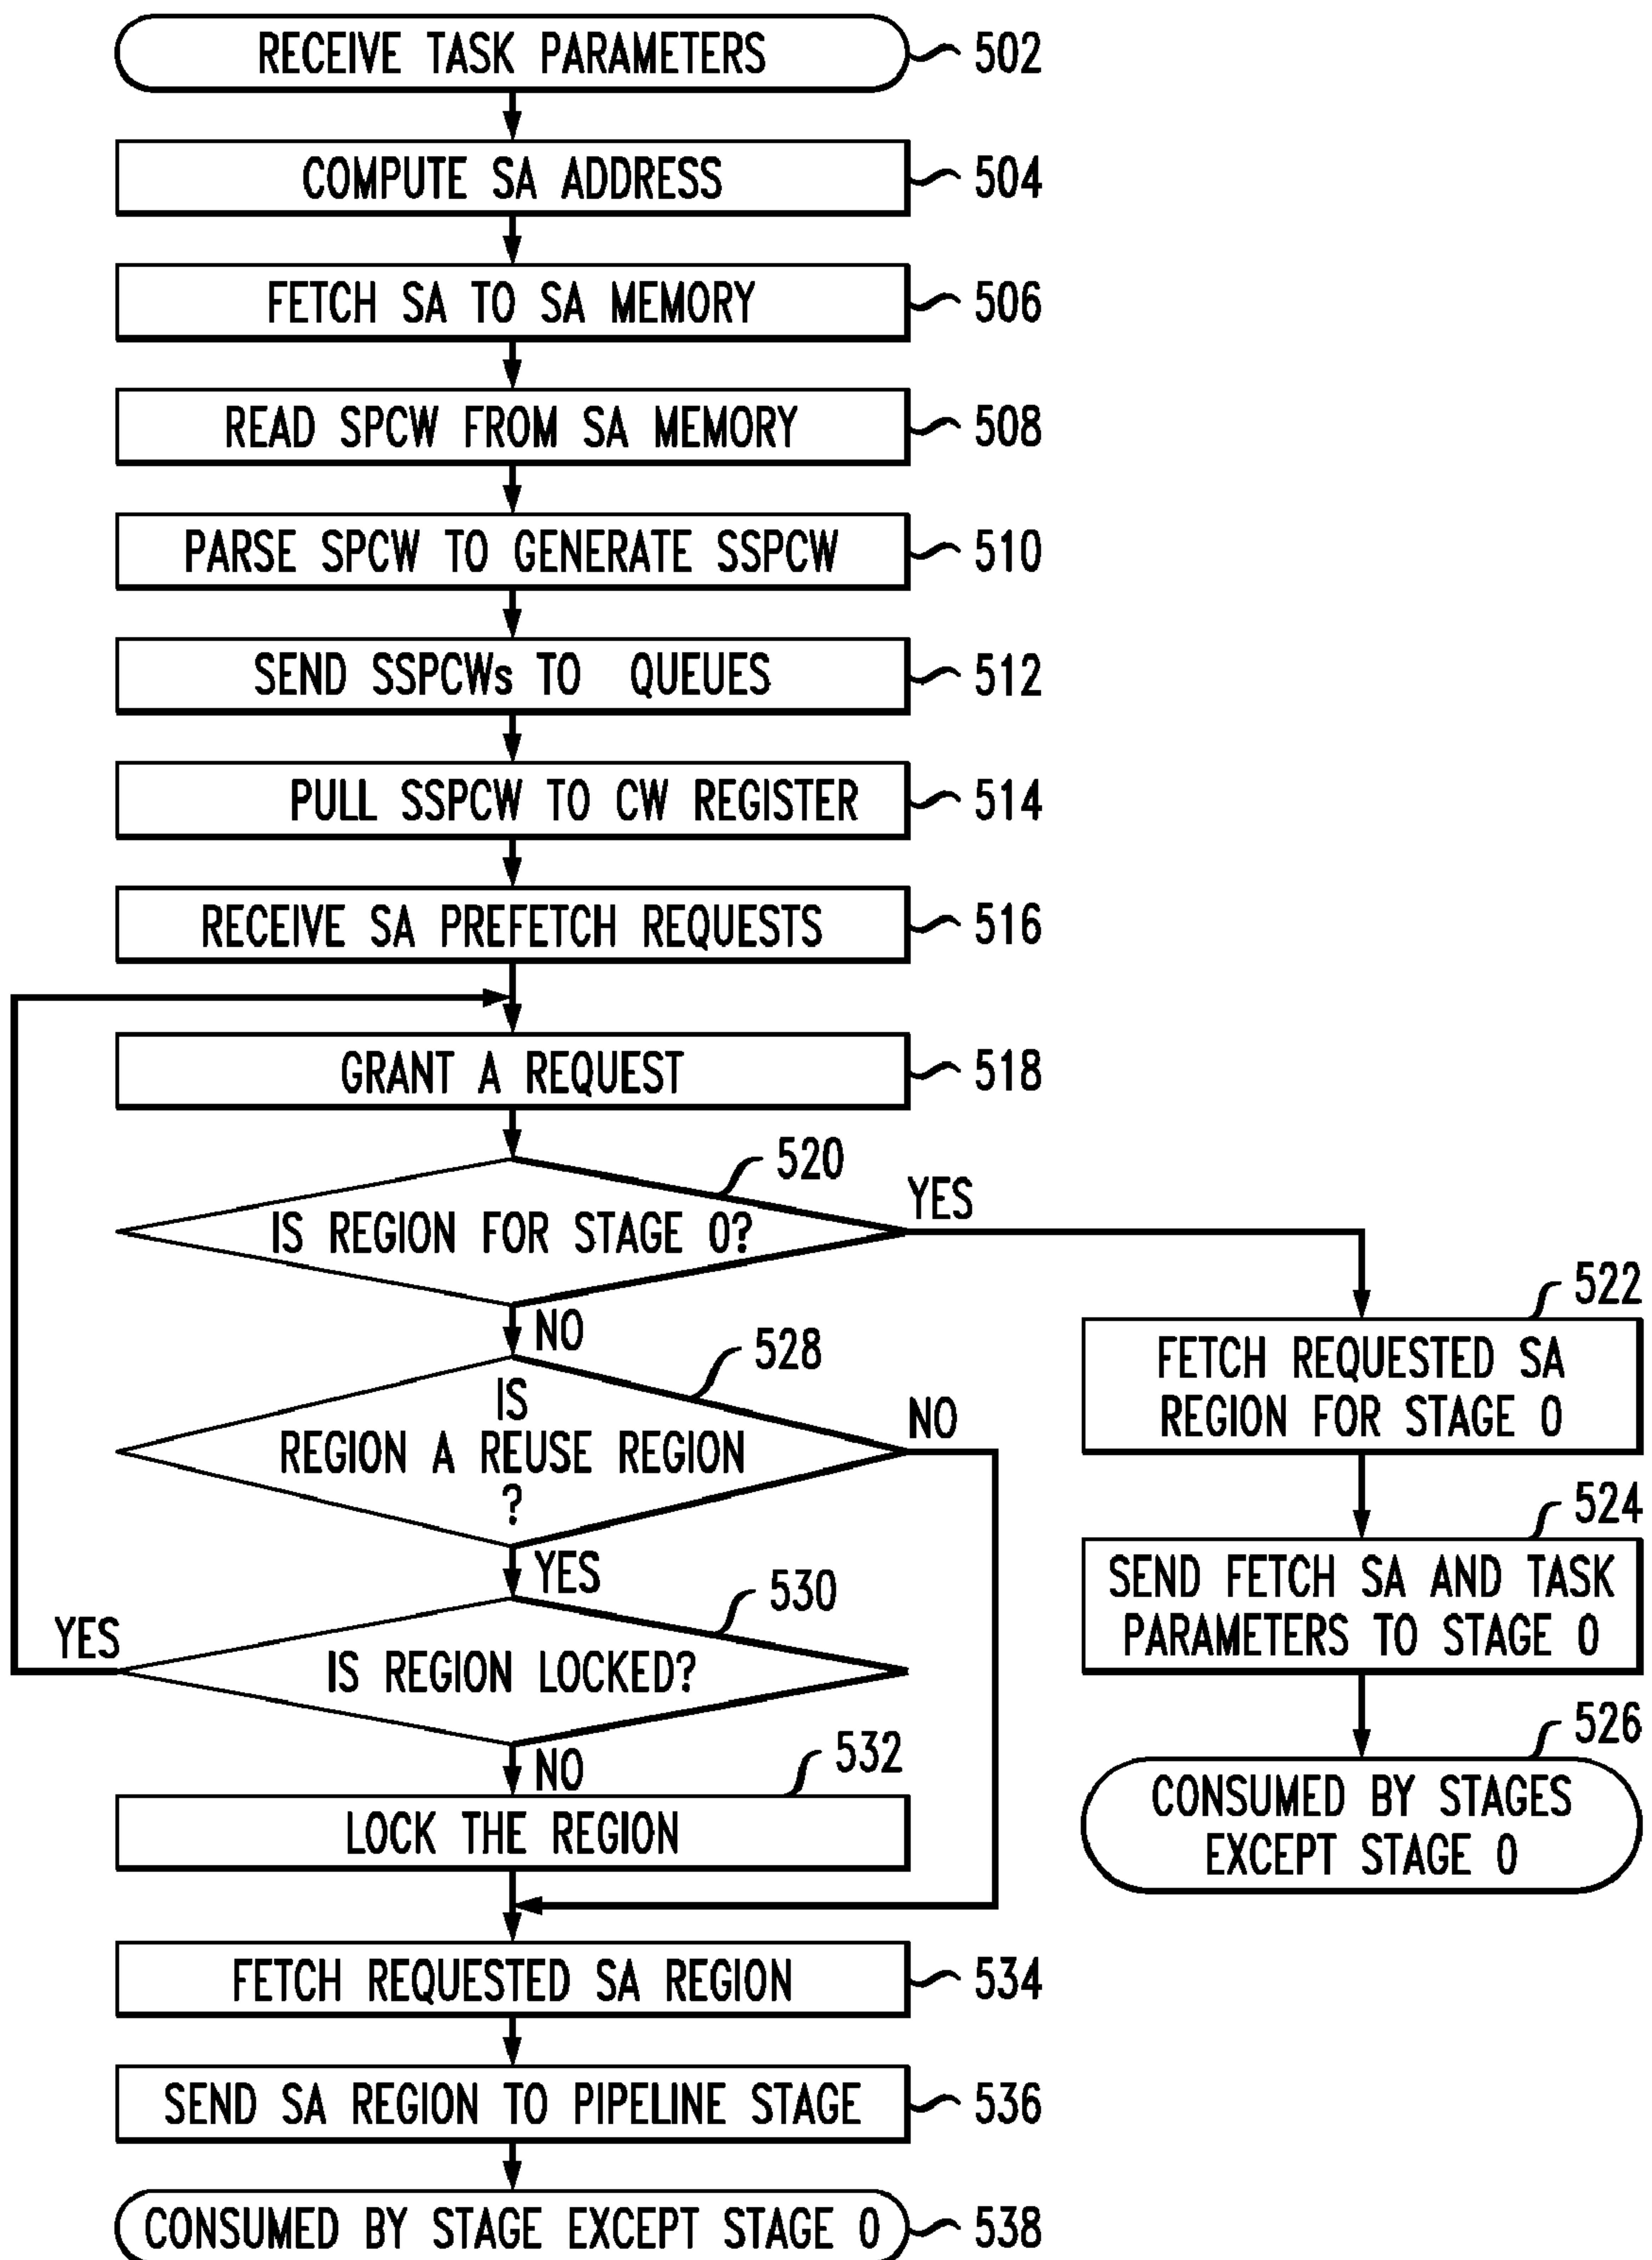 RECEIVE TASK PARAMETERS 502
COMPUTE SA ADDRESS 504
FETCH SA TO SA MEMORY 506
READ SPCW FROM SA MEMORY 508
PARSE SPCW TO GENERATE SSPCW 510
SEND SSPCWs TO QUEUES 512
PULL SSPCW TO CW REGISTER 514
RECEIVE SA PREFETCH REQUESTS 516
GRANT A REQUEST 518
520
IS REGION FOR STAGE 0?
YES
NO
528
IS
REGION A REUSE REGION
?
NO
YES
530
IS REGION LOCKED?
YES
NO
532
LOCK THE REGION
FETCH REQUESTED SA REGION 534
SEND SA REGION TO PIPELINE STAGE 536
CONSUMED BY STAGE EXCEPT STAGE 0 538
522
FETCH REQUESTED SA
REGION FOR STAGE 0
524
SEND FETCH SA AND TASK
PARAMETERS TO STAGE 0
526
CONSUMED BY STAGES
EXCEPT STAGE 0